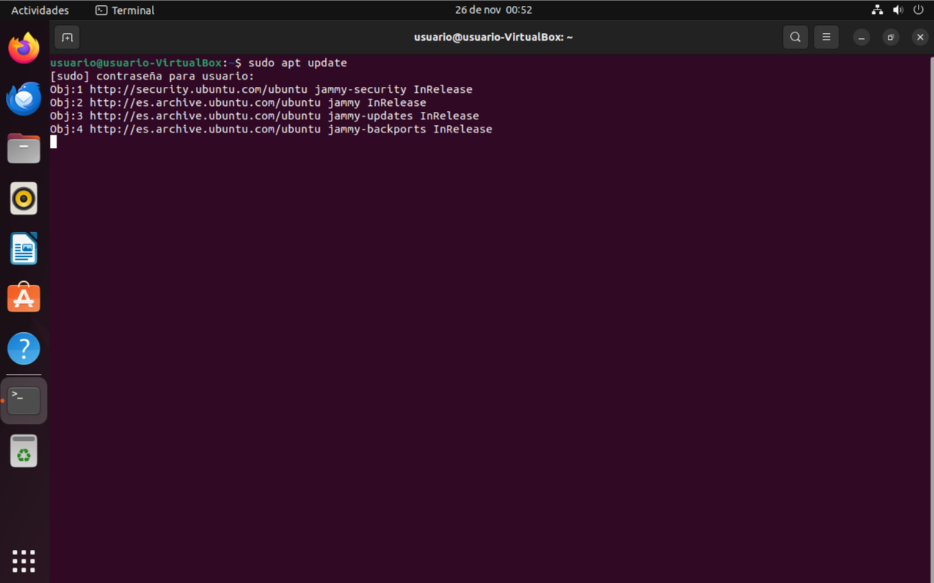 Actividades
Terminal
26 de nov 00:52
usuario@usuario-VirtualBox: ~
usuario@usuario-VirtualBox:~$ sudo apt update
[sudo] contraseña para usuario:
Obj:1 http://security.ubuntu.com/ubuntu jammy-security InRelease
Obj:2 http://es.archive.ubuntu.com/ubuntu jammy InRelease
Obj:3 http://es.archive.ubuntu.com/ubuntu jammy-updates InRelease
Obj:4 http://es.archive.ubuntu.com/ubuntu jammy-backports InRelease